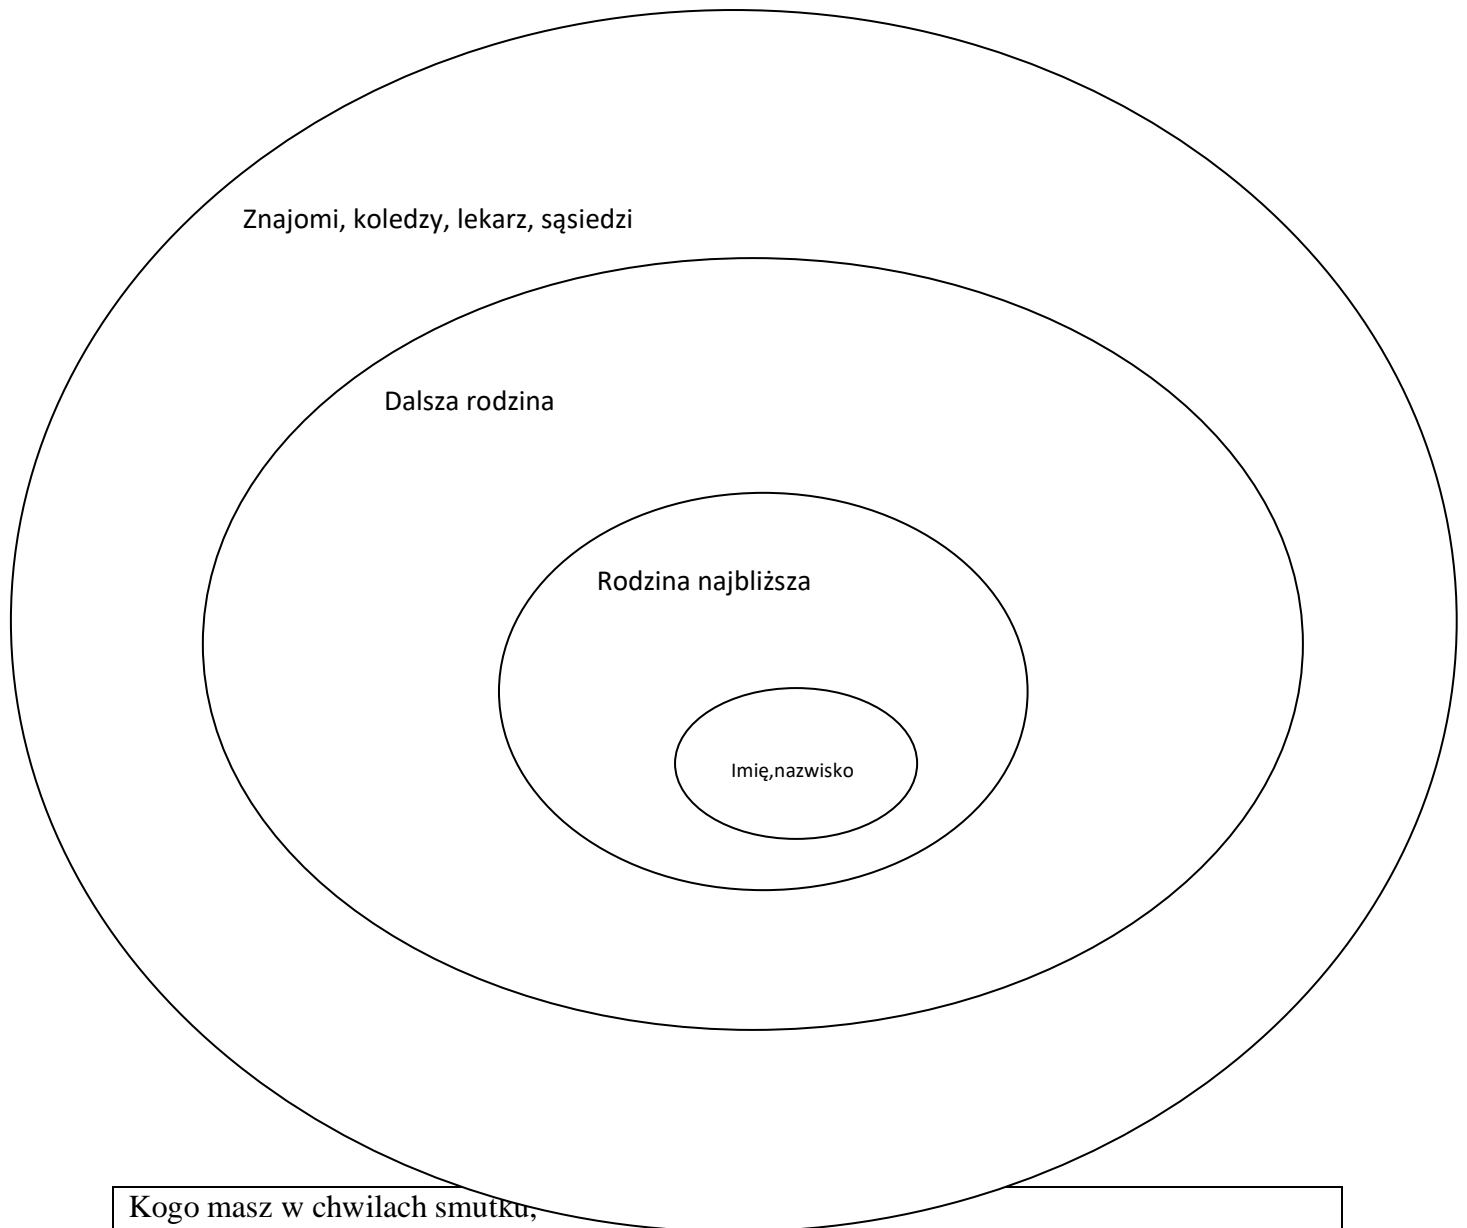 Znajomi, koledzy, lekarz, sąsiedzi
Dalsza rodzina
Rodzina najbliższa
Imię,nazwisko
Kogo masz w chwilach smutku,